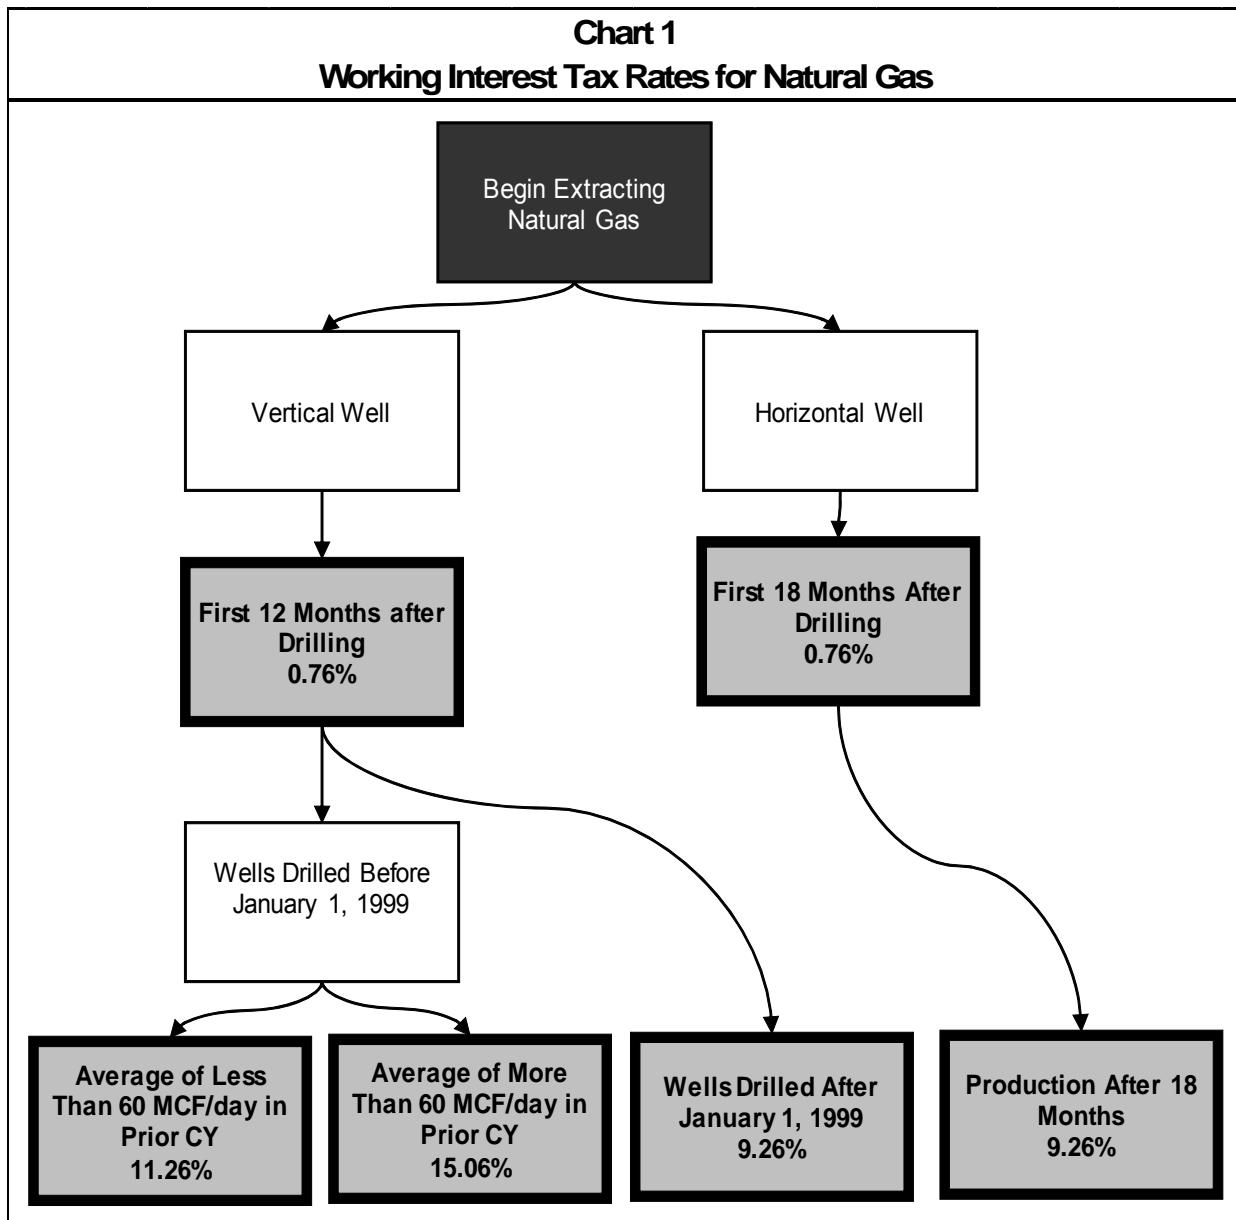 Chart 1
Working Interest Tax Rates for Natural Gas
Begin Extracting
Natural Gas
Vertical Well
Horizontal Well
First 12 Months after
Drilling
0.76%
First 18 Months After
Drilling
0.76%
Wells Drilled Before
January 1, 1999
Average of Less
Than 60 MCF/day in
Prior CY
11.26%
Average of More
Than 60 MCF/day in
Prior CY
15.06%
Wells Drilled After
January 1, 1999
9.26%
Production After 18
Months
9.26%